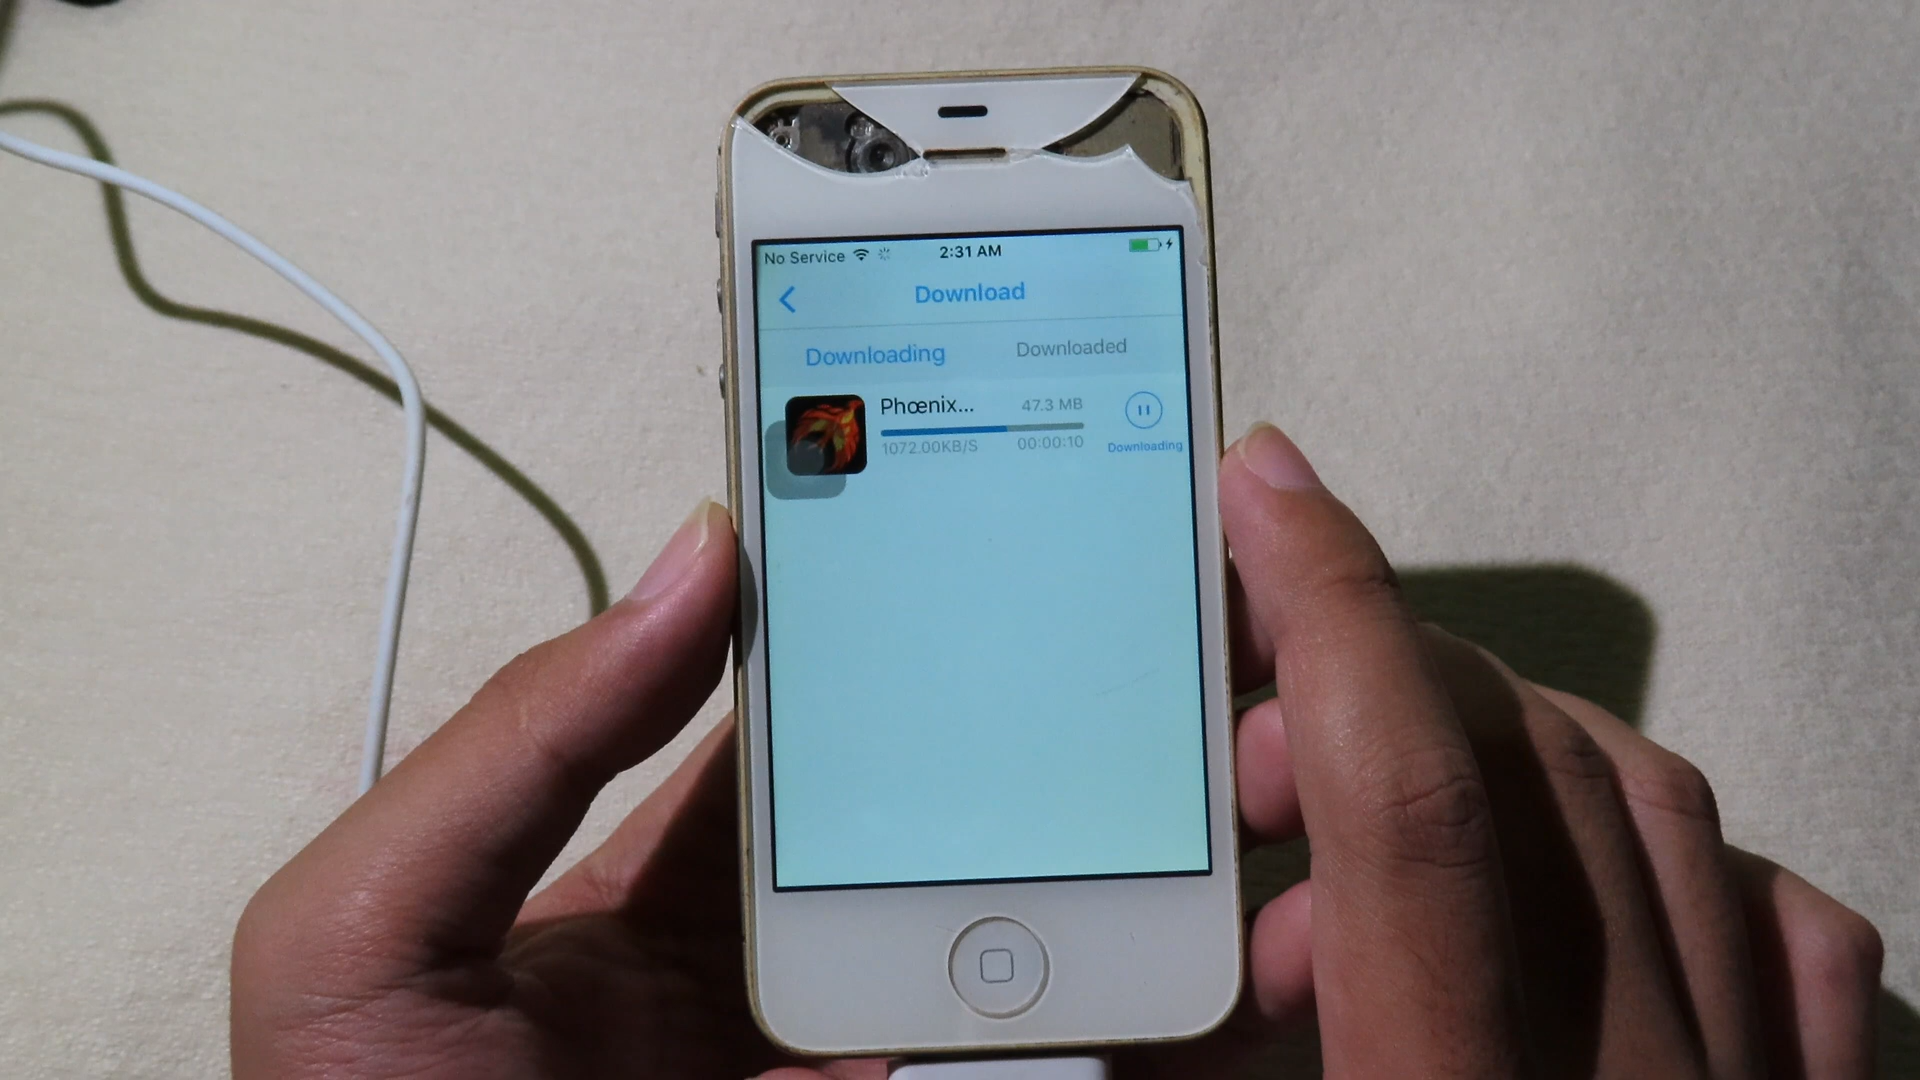 No Service 2:31 AM
Download
Downloading Downloaded
Phœnix... 47.3 MB
1072.00KB/S 00:00:10 Downloading